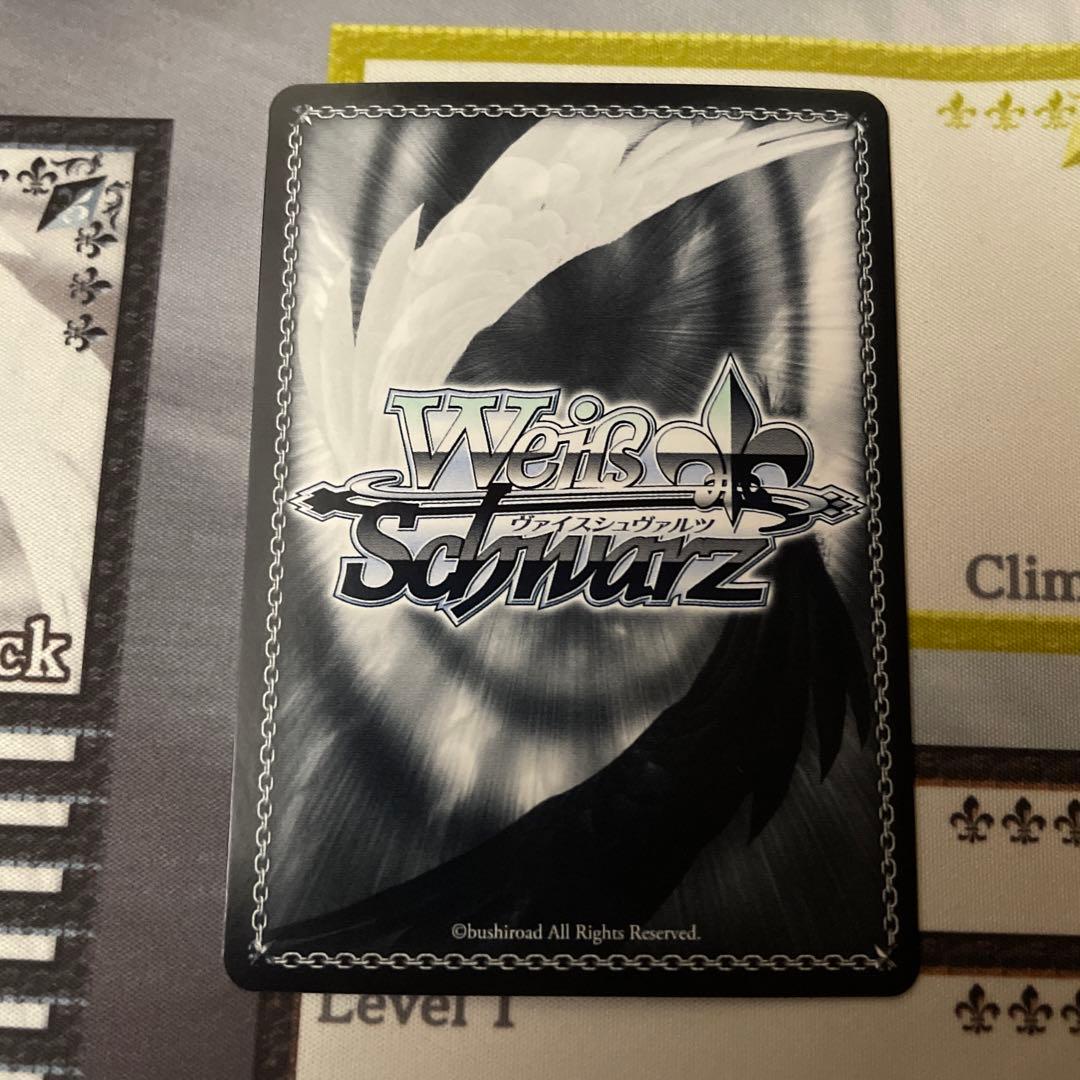 Weiß
ヴァイスシュヴァルツ
Schwarz
©bushiroad All Rights Reserved.
ck
Clim
Level 1